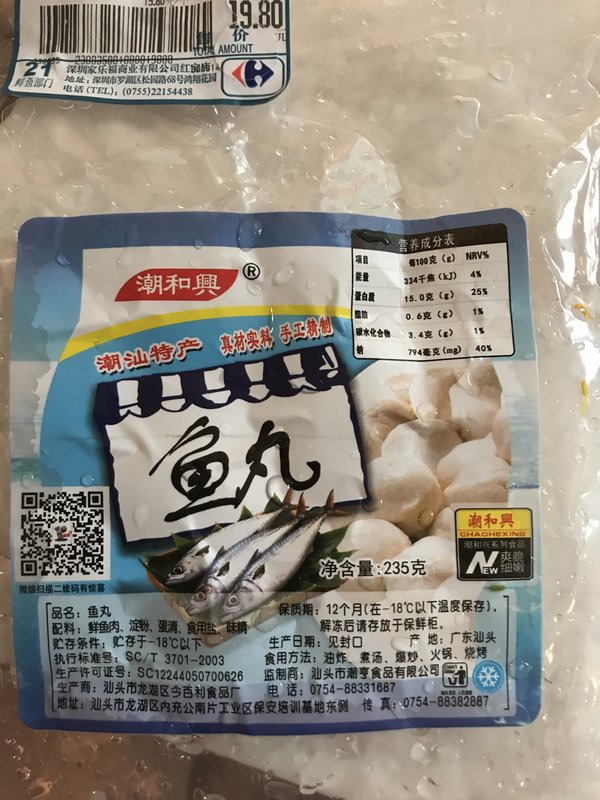 19.80
总 价 元
TOTAL AMOUNT
21
鲜鱼部门
深圳家乐福商业有限公司红岭店
地址：深圳市罗湖区松园路68号鸿翔花园
电话(TEL)：(0755)22154438
潮和興®
潮汕特产 真材实料 手工精制
营养成分表
项目 每100克(g) NRV%
能量 334千焦(kJ) 4%
蛋白质 15.0克(g) 25%
脂肪 0.6克(g) 1%
碳水化合物 3.4克(g) 1%
钠 794毫克(mg) 40%
鱼丸
微信扫描二维码有惊喜
净含量:235克
潮和興
CHAOHEXING
潮和兴系列食品
NEW
爽脆
细嫩
品名：鱼丸
配料：鲜鱼肉、淀粉、蛋清、食用盐、味精
贮存条件：贮存于-18℃以下
执行标准号：SC/T 3701-2003
生产许可证号：SC12244050700626
生产商：汕头市龙湖区今百利食品厂
地址：汕头市龙湖区内充公南片工业区保安培训基地东侧
保质期：12个月(在-18℃以下温度保存)，
解冻后请存放于保鲜柜。
生产日期：见封口 产 地：广东汕头
食用方法：油炸、煮汤、爆炒、火锅、烧烤
监制商：汕头市潮亨食品有限公司
电 话：0754-88331687
传 真：0754-88382887